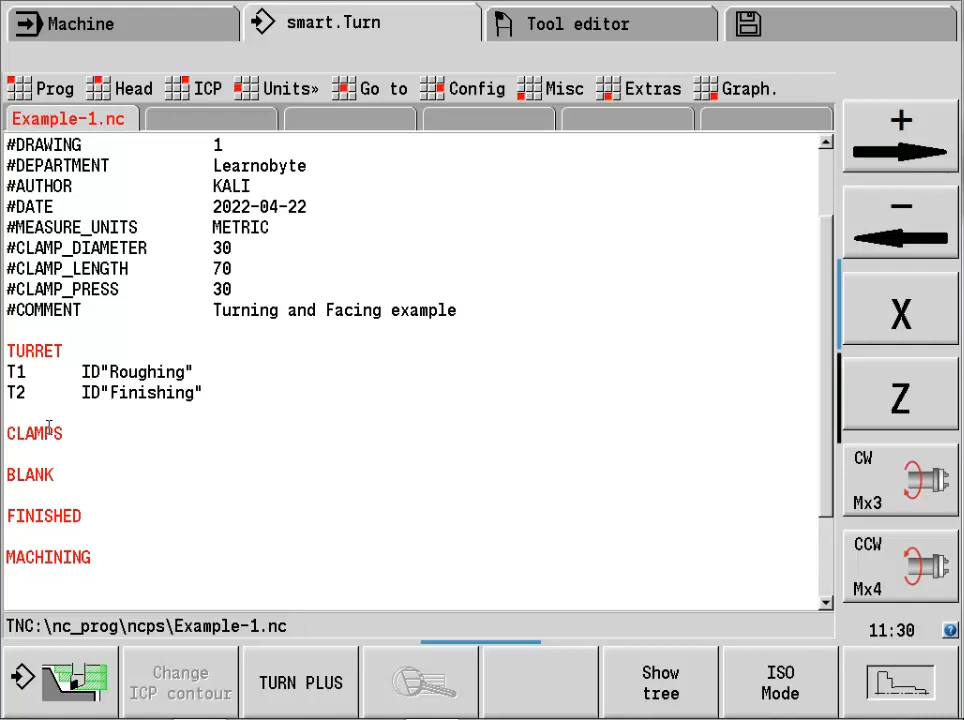 Machine
smart.Turn
Tool editor
Prog Head ICP Units» Go to Config Misc Extras Graph.
Example-1.nc
#DRAWING 1
#DEPARTMENT Learnobyte
#AUTHOR KALI
#DATE 2022-04-22
#MEASURE_UNITS METRIC
#CLAMP_DIAMETER 30
#CLAMP_LENGTH 70
#CLAMP_PRESS 30
#COMMENT Turning and Facing example
TURRET
T1 ID"Roughing"
T2 ID"Finishing"
CLAMPS
BLANK
FINISHED
MACHINING
TNC:\nc_prog\ncps\Example-1.nc
+
−
X
Z
CW
Mx3
CCW
Mx4
11:30
?
Change
ICP contour
TURN PLUS
Show
tree
ISO
Mode